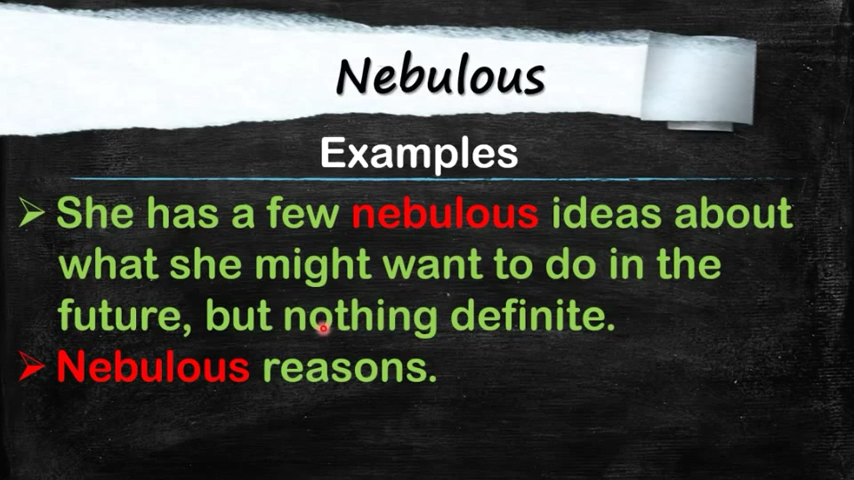 Nebulous
Examples
She has a few nebulous ideas about
what she might want to do in the
future, but nothing definite.
Nebulous reasons.